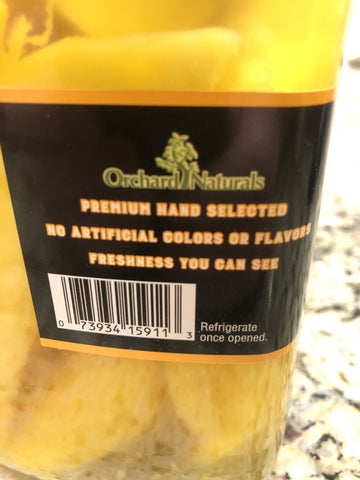 Orchard Naturals
PREMIUM HAND SELECTED
NO ARTIFICIAL COLORS OR FLAVORS
FRESHNESS YOU CAN SEE
0 73934 15911 3
Refrigerate
once opened.